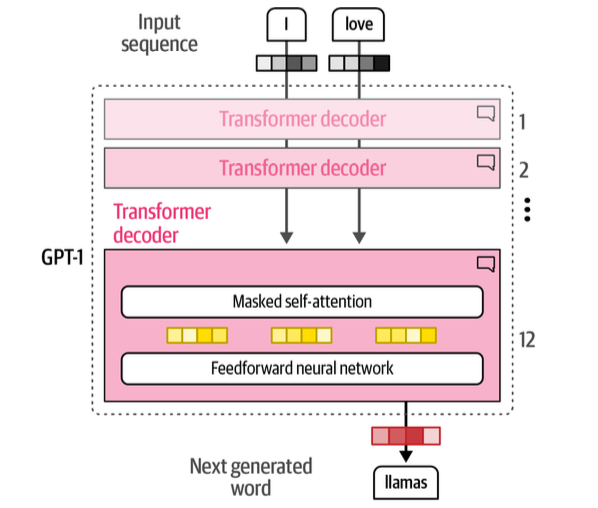 Input
sequence
I
love
Transformer decoder
1
Transformer decoder
2
Transformer
decoder
GPT-1
Masked self-attention
12
Feedforward neural network
Next generated
word
llamas